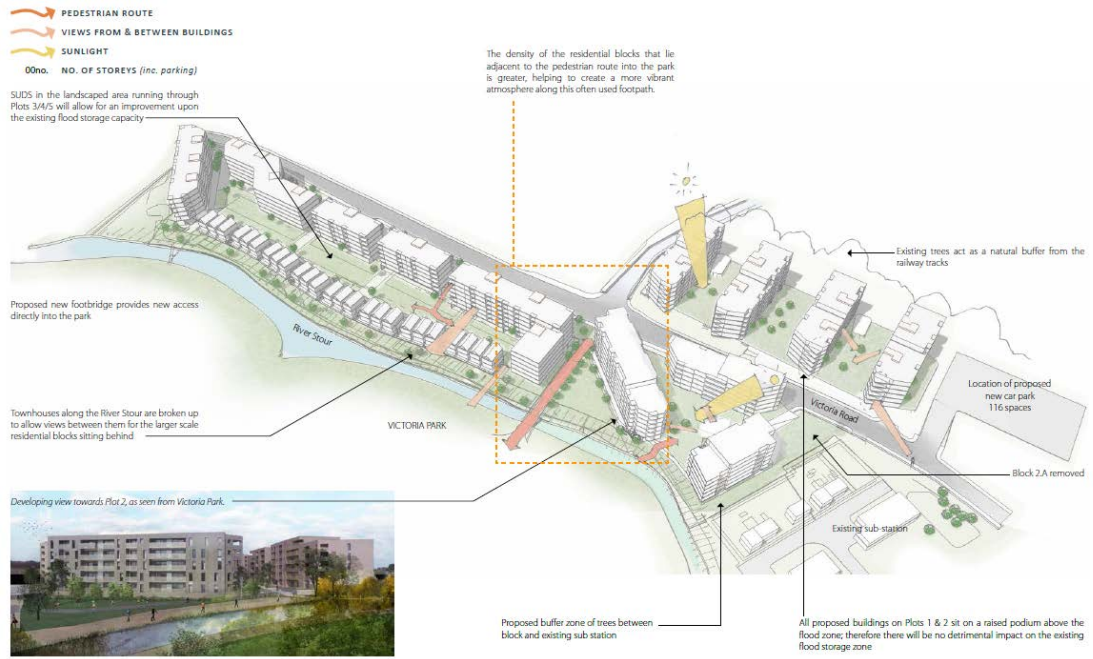 PEDESTRIAN ROUTE
VIEWS FROM & BETWEEN BUILDINGS
SUNLIGHT
00no. NO. OF STOREYS (inc. parking)
SUDS in the landscaped area running through
Plots 3/4/5 will allow for an improvement upon
the existing flood storage capacity
The density of the residential blocks that lie
adjacent to the pedestrian route into the park
is greater, helping to create a more vibrant
atmosphere along this often used footpath.
Existing trees act as a natural buffer from the
railway tracks
Proposed new footbridge provides new access
directly into the park
River Stour
Location of proposed
new car park
116 spaces
Victoria Road
Townhouses along the River Stour are broken up
to allow views between them for the larger scale
residential blocks sitting behind
VICTORIA PARK
Block 2.A removed
Developing view towards Plot 2, as seen from Victoria Park.
Existing sub-station
Proposed buffer zone of trees between
block and existing sub station
All proposed buildings on Plots 1 & 2 sit on a raised podium above the
flood zone; therefore there will be no detrimental impact on the existing
flood storage zone